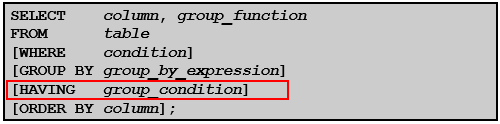 SELECT column, group_function
FROM table
[WHERE condition]
[GROUP BY group_by_expression]
[HAVING group_condition]
[ORDER BY column];